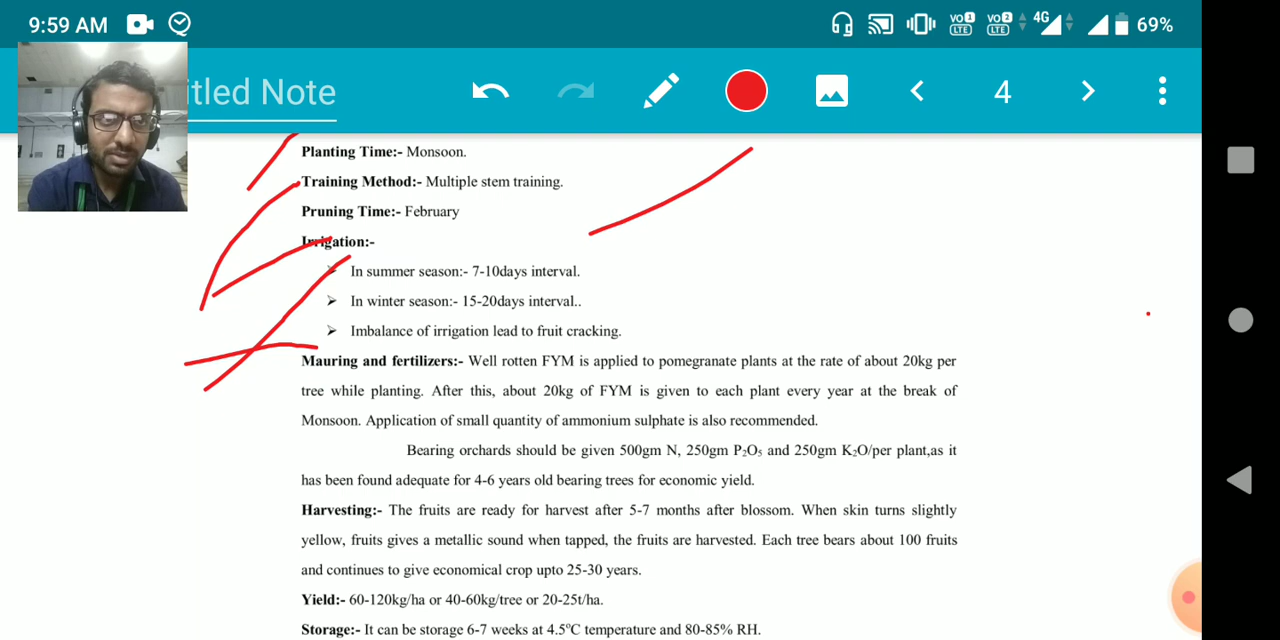 9:59 AM
VO 1 LTE
VO 2 LTE
4G
69%
itled Note
4
Planting Time:- Monsoon.
Training Method:- Multiple stem training.
Pruning Time:- February
Irrigation:-
➢ In summer season:- 7-10days interval.
➢ In winter season:- 15-20days interval..
➢ Imbalance of irrigation lead to fruit cracking.
Mauring and fertilizers:- Well rotten FYM is applied to pomegranate plants at the rate of about 20kg per
tree while planting. After this, about 20kg of FYM is given to each plant every year at the break of
Monsoon. Application of small quantity of ammonium sulphate is also recommended.
Bearing orchards should be given 500gm N, 250gm P₂O₅ and 250gm K₂O/per plant,as it
has been found adequate for 4-6 years old bearing trees for economic yield.
Harvesting:- The fruits are ready for harvest after 5-7 months after blossom. When skin turns slightly
yellow, fruits gives a metallic sound when tapped, the fruits are harvested. Each tree bears about 100 fruits
and continues to give economical crop upto 25-30 years.
Yield:- 60-120kg/ha or 40-60kg/tree or 20-25t/ha.
Storage:- It can be storage 6-7 weeks at 4.5°C temperature and 80-85% RH.